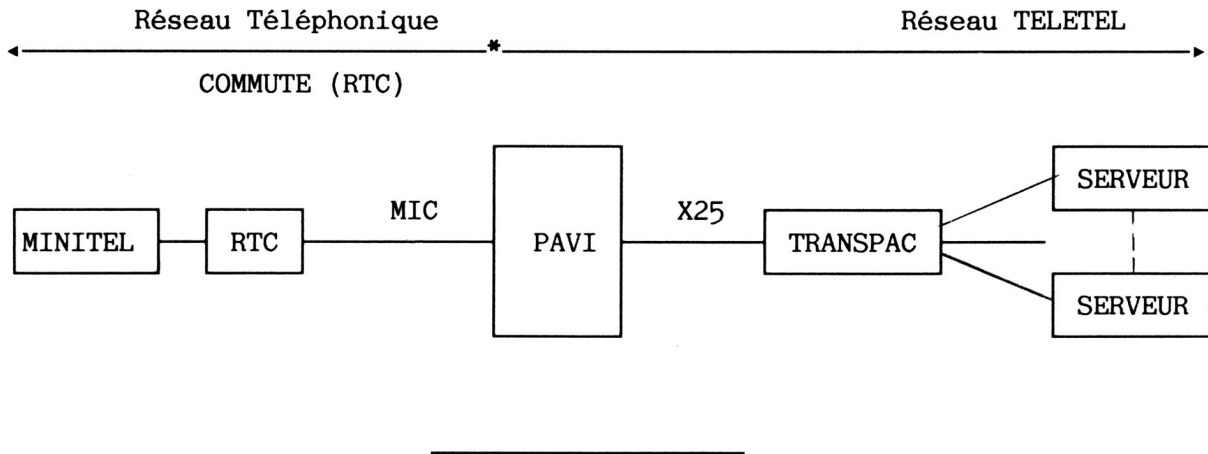 Réseau Téléphonique
Réseau TELETEL
*
COMMUTE (RTC)
SERVEUR
MIC
X25
MINITEL
RTC
PAVI
TRANSPAC
SERVEUR